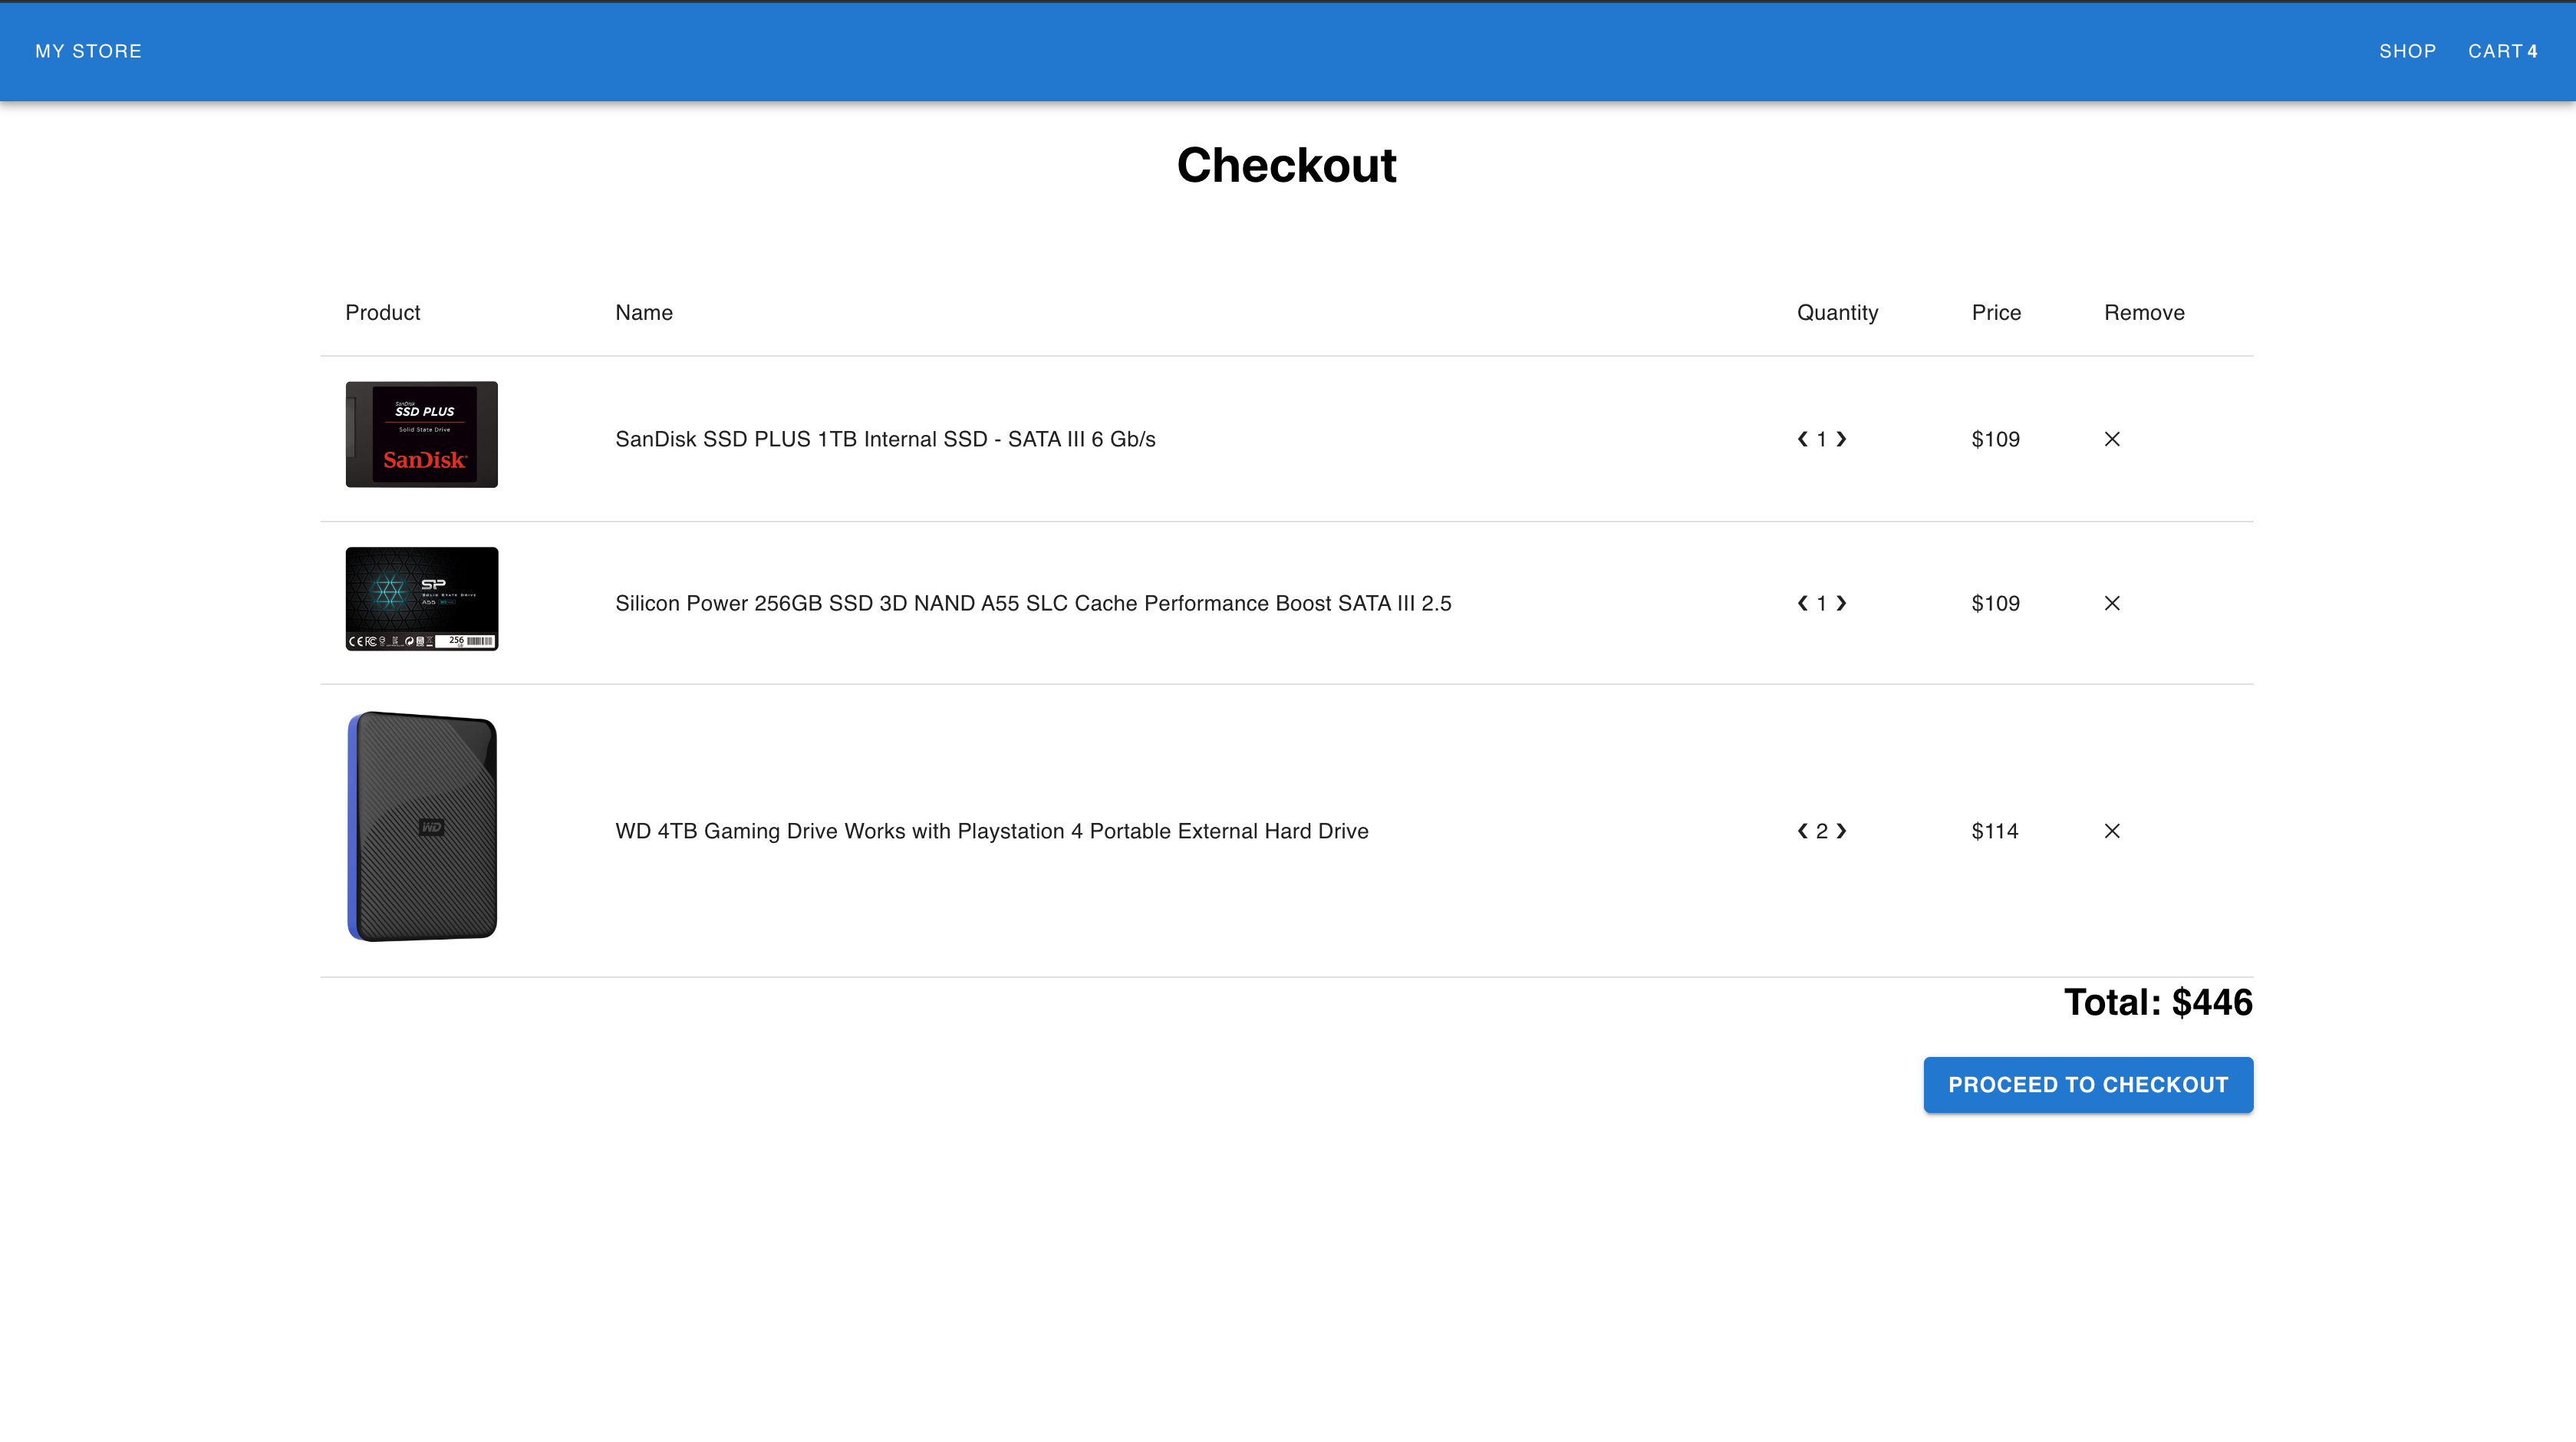 MY STORE
SHOP CART 4
Checkout
Product Name Quantity Price Remove
SanDisk
SSD PLUS
Solid State Drive
SanDisk
SanDisk SSD PLUS 1TB Internal SSD - SATA III 6 Gb/s ❮ 1 ❯ $109 ✕
SP
SOLID STATE DRIVE
A55
256
Silicon Power 256GB SSD 3D NAND A55 SLC Cache Performance Boost SATA III 2.5 ❮ 1 ❯ $109 ✕
WD
WD 4TB Gaming Drive Works with Playstation 4 Portable External Hard Drive ❮ 2 ❯ $114 ✕
Total: $446
PROCEED TO CHECKOUT